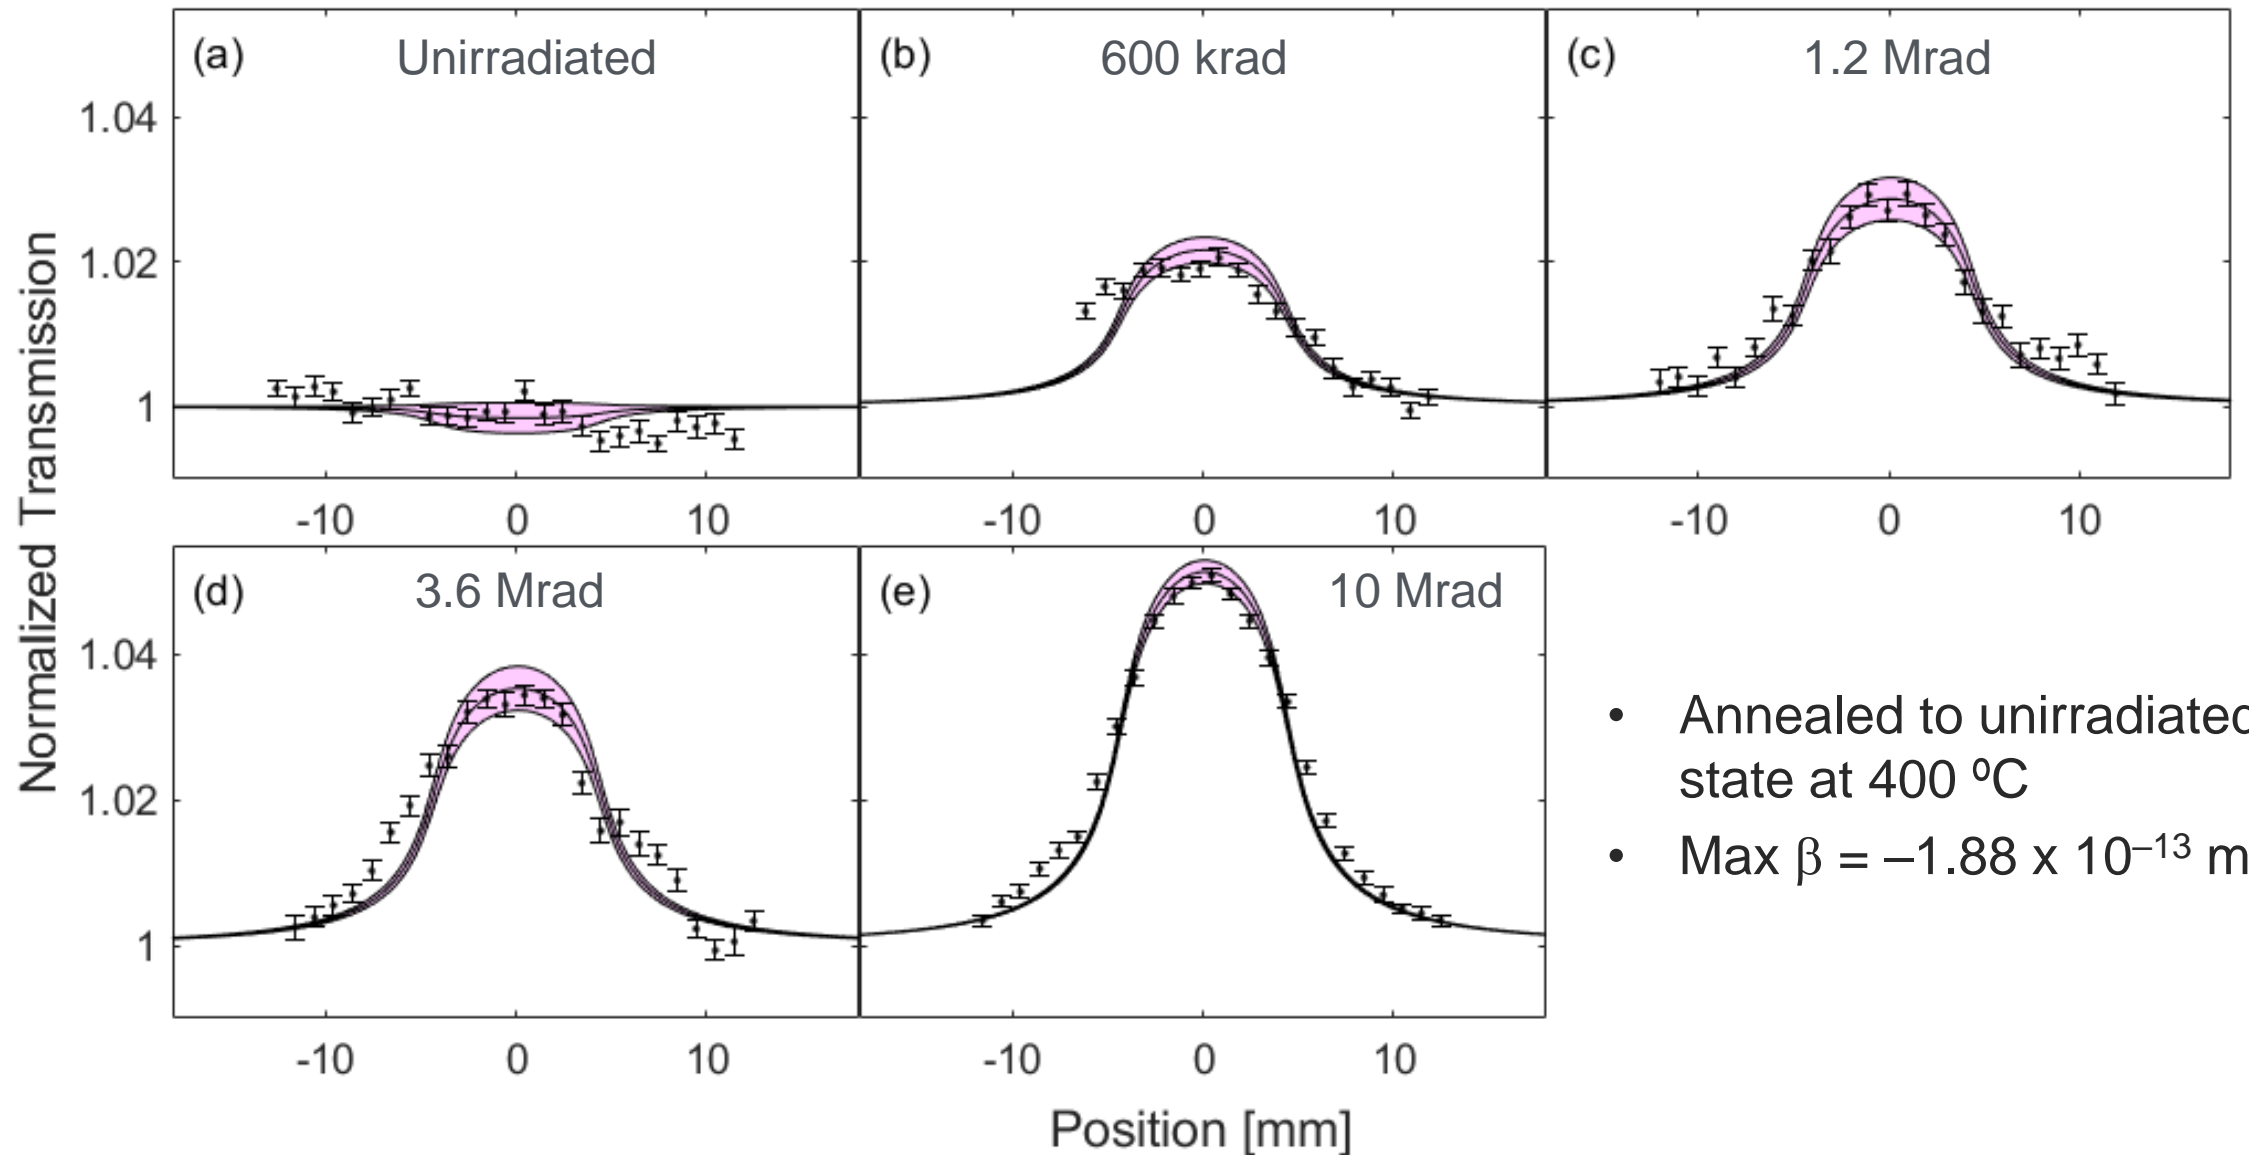 (a) Unirradiated
(b) 600 krad
(c) 1.2 Mrad
1.04
1.02
1
-10 0 10
-10 0 10
-10 0 10
(d) 3.6 Mrad
(e) 10 Mrad
1.04
1.02
1
-10 0 10
-10 0 10
Normalized Transmission
Position [mm]
• Annealed to unirradiated
state at 400 ºC
• Max β = –1.88 x 10⁻¹³ m